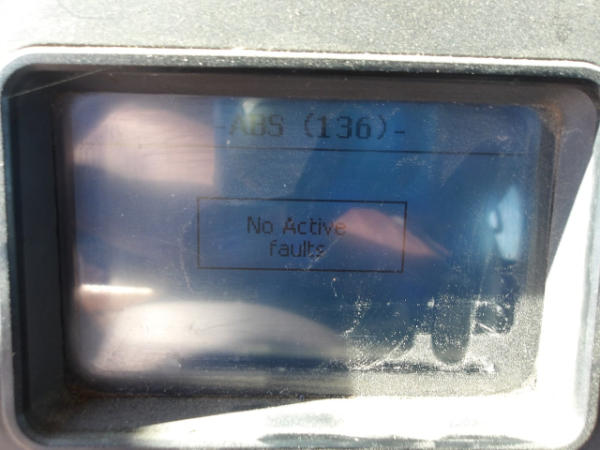 -ABS (136)-
No Active
faults